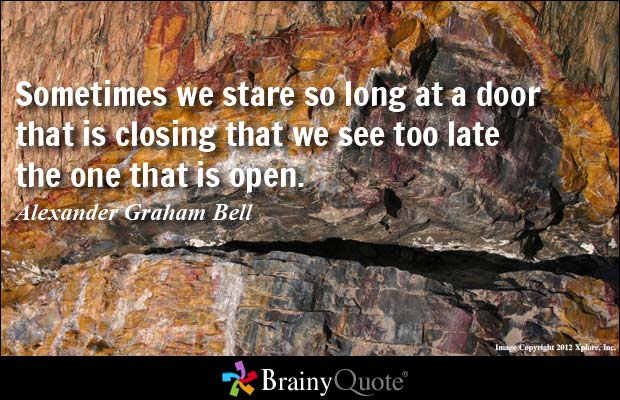 Sometimes we stare so long at a door
that is closing that we see too late
the one that is open.
Alexander Graham Bell
Image Copyright 2012 Xplore, Inc.
BrainyQuote®